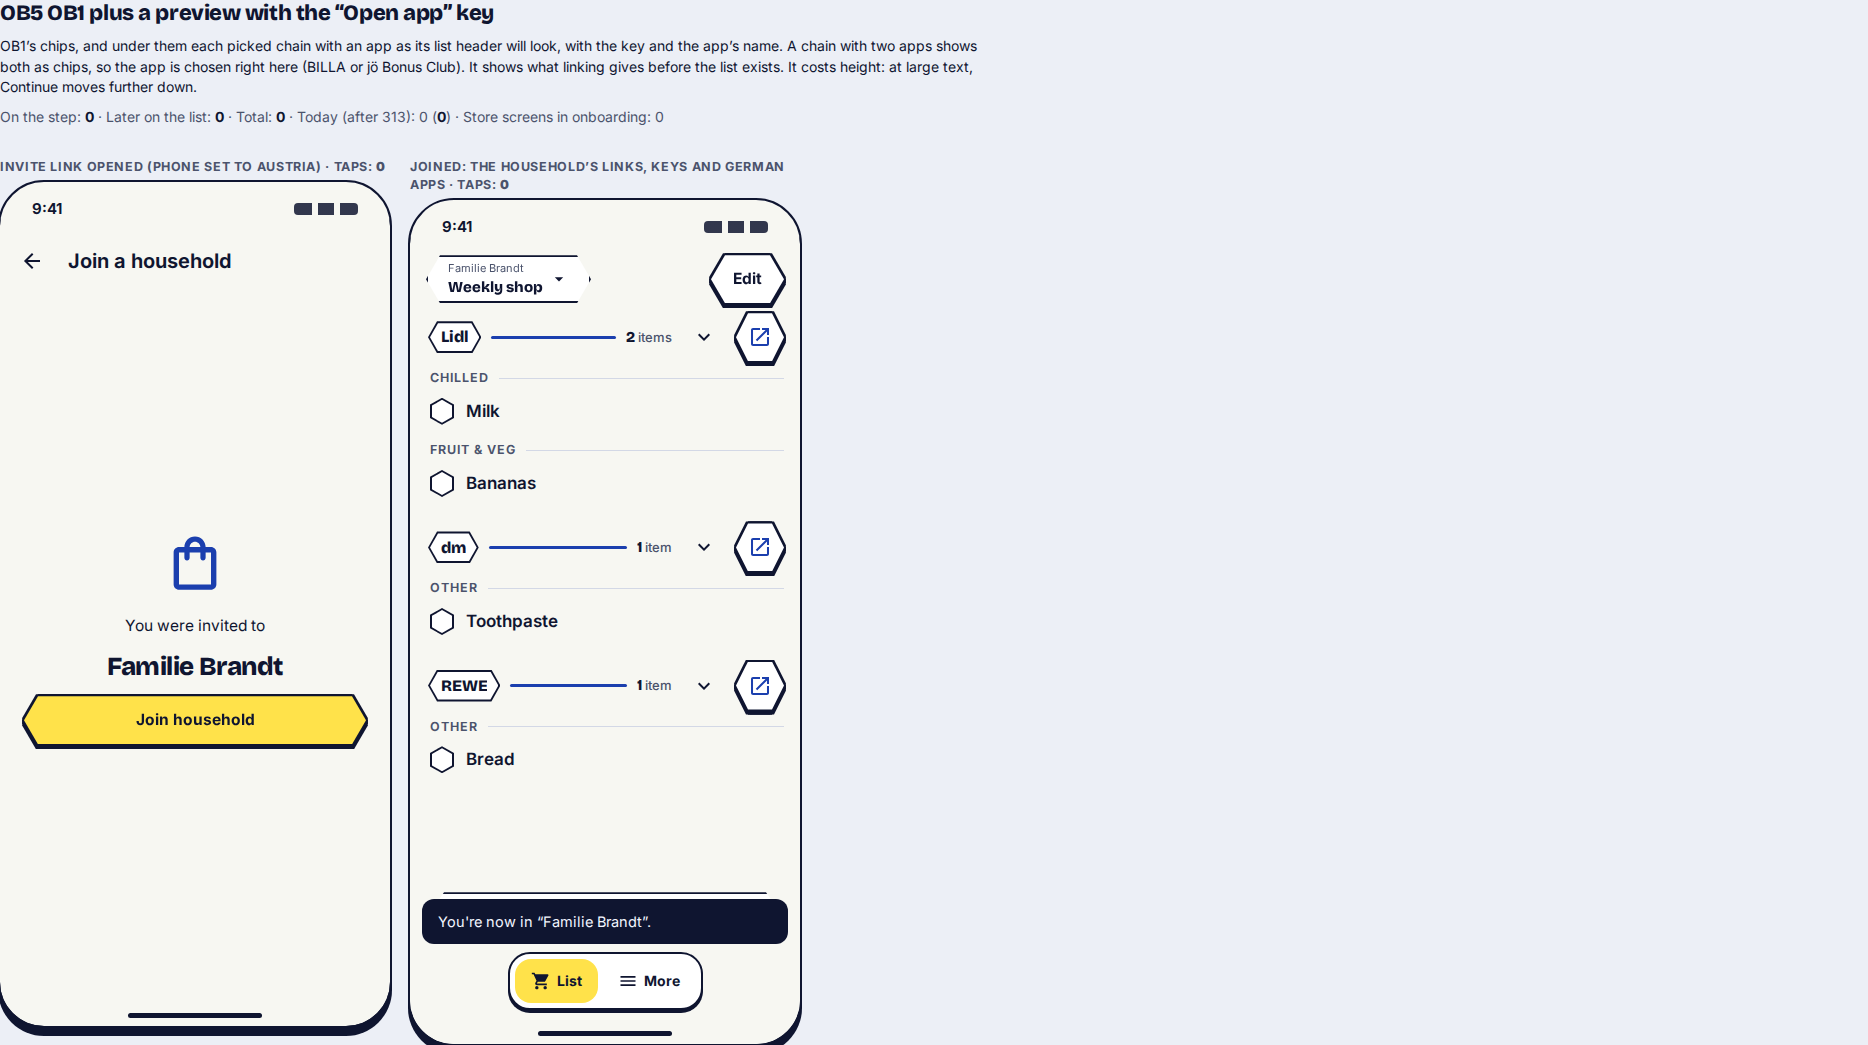 OB5 OB1 plus a preview with the “Open app” key
OB1’s chips, and under them each picked chain with an app as its list header will look, with the key and the app’s name. A chain with two apps shows
both as chips, so the app is chosen right here (BILLA or jö Bonus Club). It shows what linking gives before the list exists. It costs height: at large text,
Continue moves further down.
On the step: 0 · Later on the list: 0 · Total: 0 · Today (after 313): 0 (0) · Store screens in onboarding: 0
INVITE LINK OPENED (PHONE SET TO AUSTRIA) · TAPS: 0
9:41
Join a household
You were invited to
Familie Brandt
Join household
JOINED: THE HOUSEHOLD’S LINKS, KEYS AND GERMAN
APPS · TAPS: 0
9:41
Familie Brandt
Weekly shop
Edit
Lidl
2 items
CHILLED
Milk
FRUIT & VEG
Bananas
dm
1 item
OTHER
Toothpaste
REWE
1 item
OTHER
Bread
You're now in “Familie Brandt”.
List
More